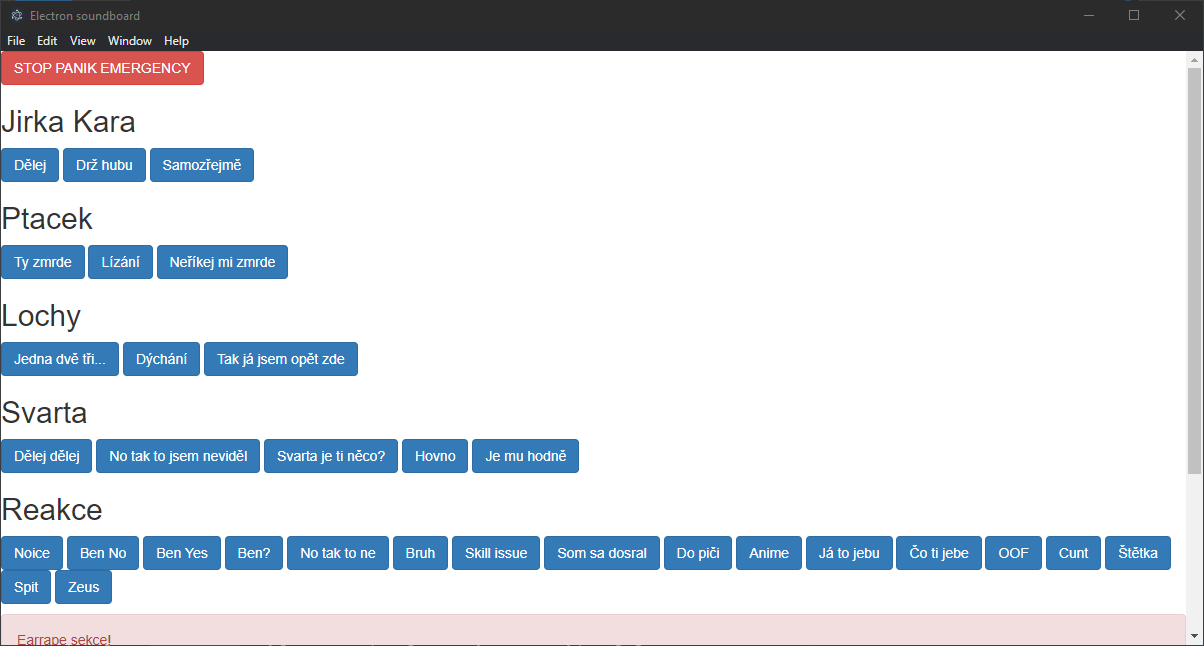 Electron soundboard
File Edit View Window Help
STOP PANIK EMERGENCY
Jirka Kara
Dělej Drž hubu Samozřejmě
Ptacek
Ty zmrde Lízání Neříkej mi zmrde
Lochy
Jedna dvě tři... Dýchání Tak já jsem opět zde
Svarta
Dělej dělej No tak to jsem neviděl Svarta je ti něco? Hovno Je mu hodně
Reakce
Noice Ben No Ben Yes Ben? No tak to ne Bruh Skill issue Som sa dosral Do piči Anime Já to jebu Čo ti jebe OOF Cunt Štětka
Spit Zeus
Earrape sekce!